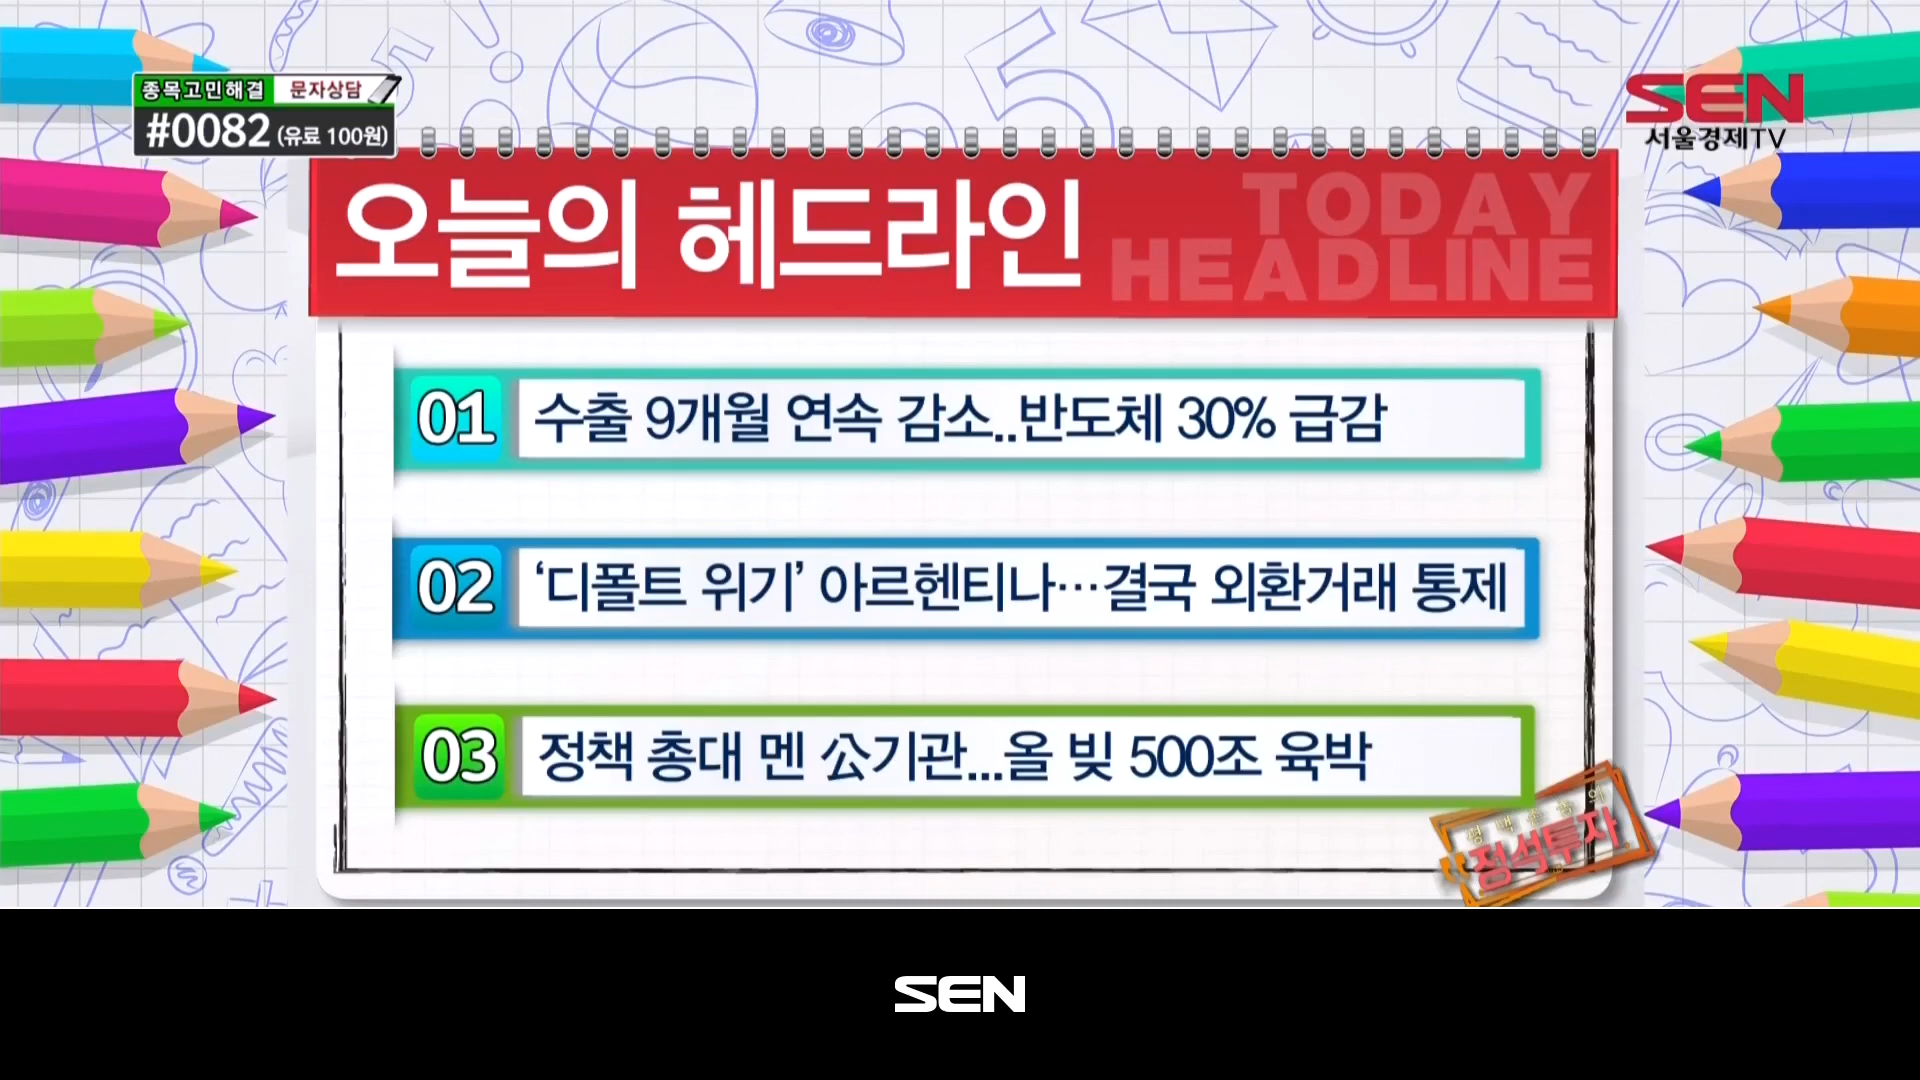 종목고민해결 문자상담
#0082 (유료 100원)
SEN
서울경제TV
오늘의 헤드라인
TODAY
HEADLINE
01 수출 9개월 연속 감소..반도체 30% 급감
02 ‘디폴트 위기’ 아르헨티나…결국 외환거래 통제
03 정책 총대 멘 公기관...올 빚 500조 육박
정석투자
SEN